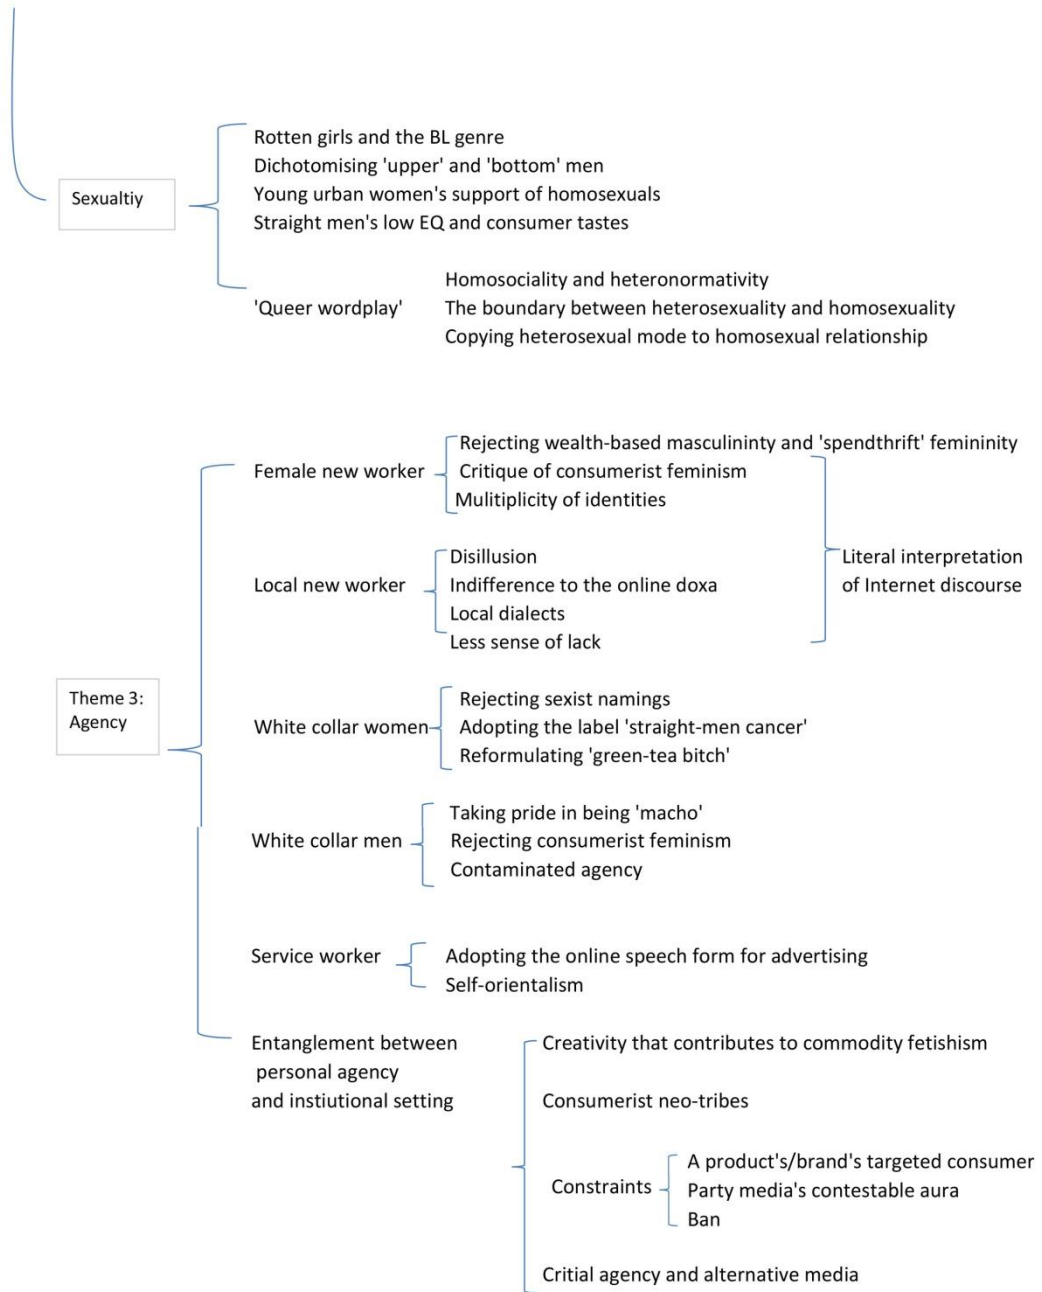 Rotten girls and the BL genre
Dichotomising 'upper' and 'bottom' men
Sexualtiy
Young urban women's support of homosexuals
Straight men's low EQ and consumer tastes
Homosociality and heteronormativity
'Queer wordplay'
The boundary between heterosexuality and homosexuality
Copying heterosexual mode to homosexual relationship
Theme 3:
Agency
Female new worker
Rejecting wealth-based masculininty and 'spendthrift' femininity
Critique of consumerist feminism
Mulitiplicity of identities
Local new worker
Disillusion
Indifference to the online doxa
Local dialects
Less sense of lack
Literal interpretation
of Internet discourse
White collar women
Rejecting sexist namings
Adopting the label 'straight-men cancer'
Reformulating 'green-tea bitch'
White collar men
Taking pride in being 'macho'
Rejecting consumerist feminism
Contaminated agency
Service worker
Adopting the online speech form for advertising
Self-orientalism
Entanglement between
personal agency
and instiutional setting
Creativity that contributes to commodity fetishism
Consumerist neo-tribes
Constraints
A product's/brand's targeted consumer
Party media's contestable aura
Ban
Critial agency and alternative media